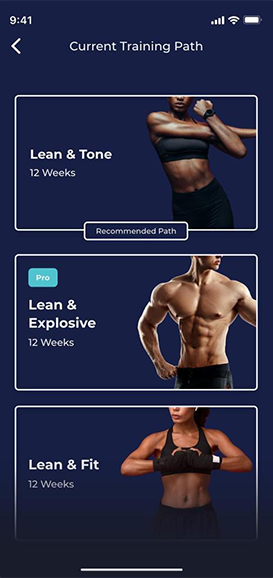 9:41
Current Training Path
Lean & Tone
12 Weeks
Recommended Path
Pro
Lean &
Explosive
12 Weeks
Lean & Fit
12 Weeks